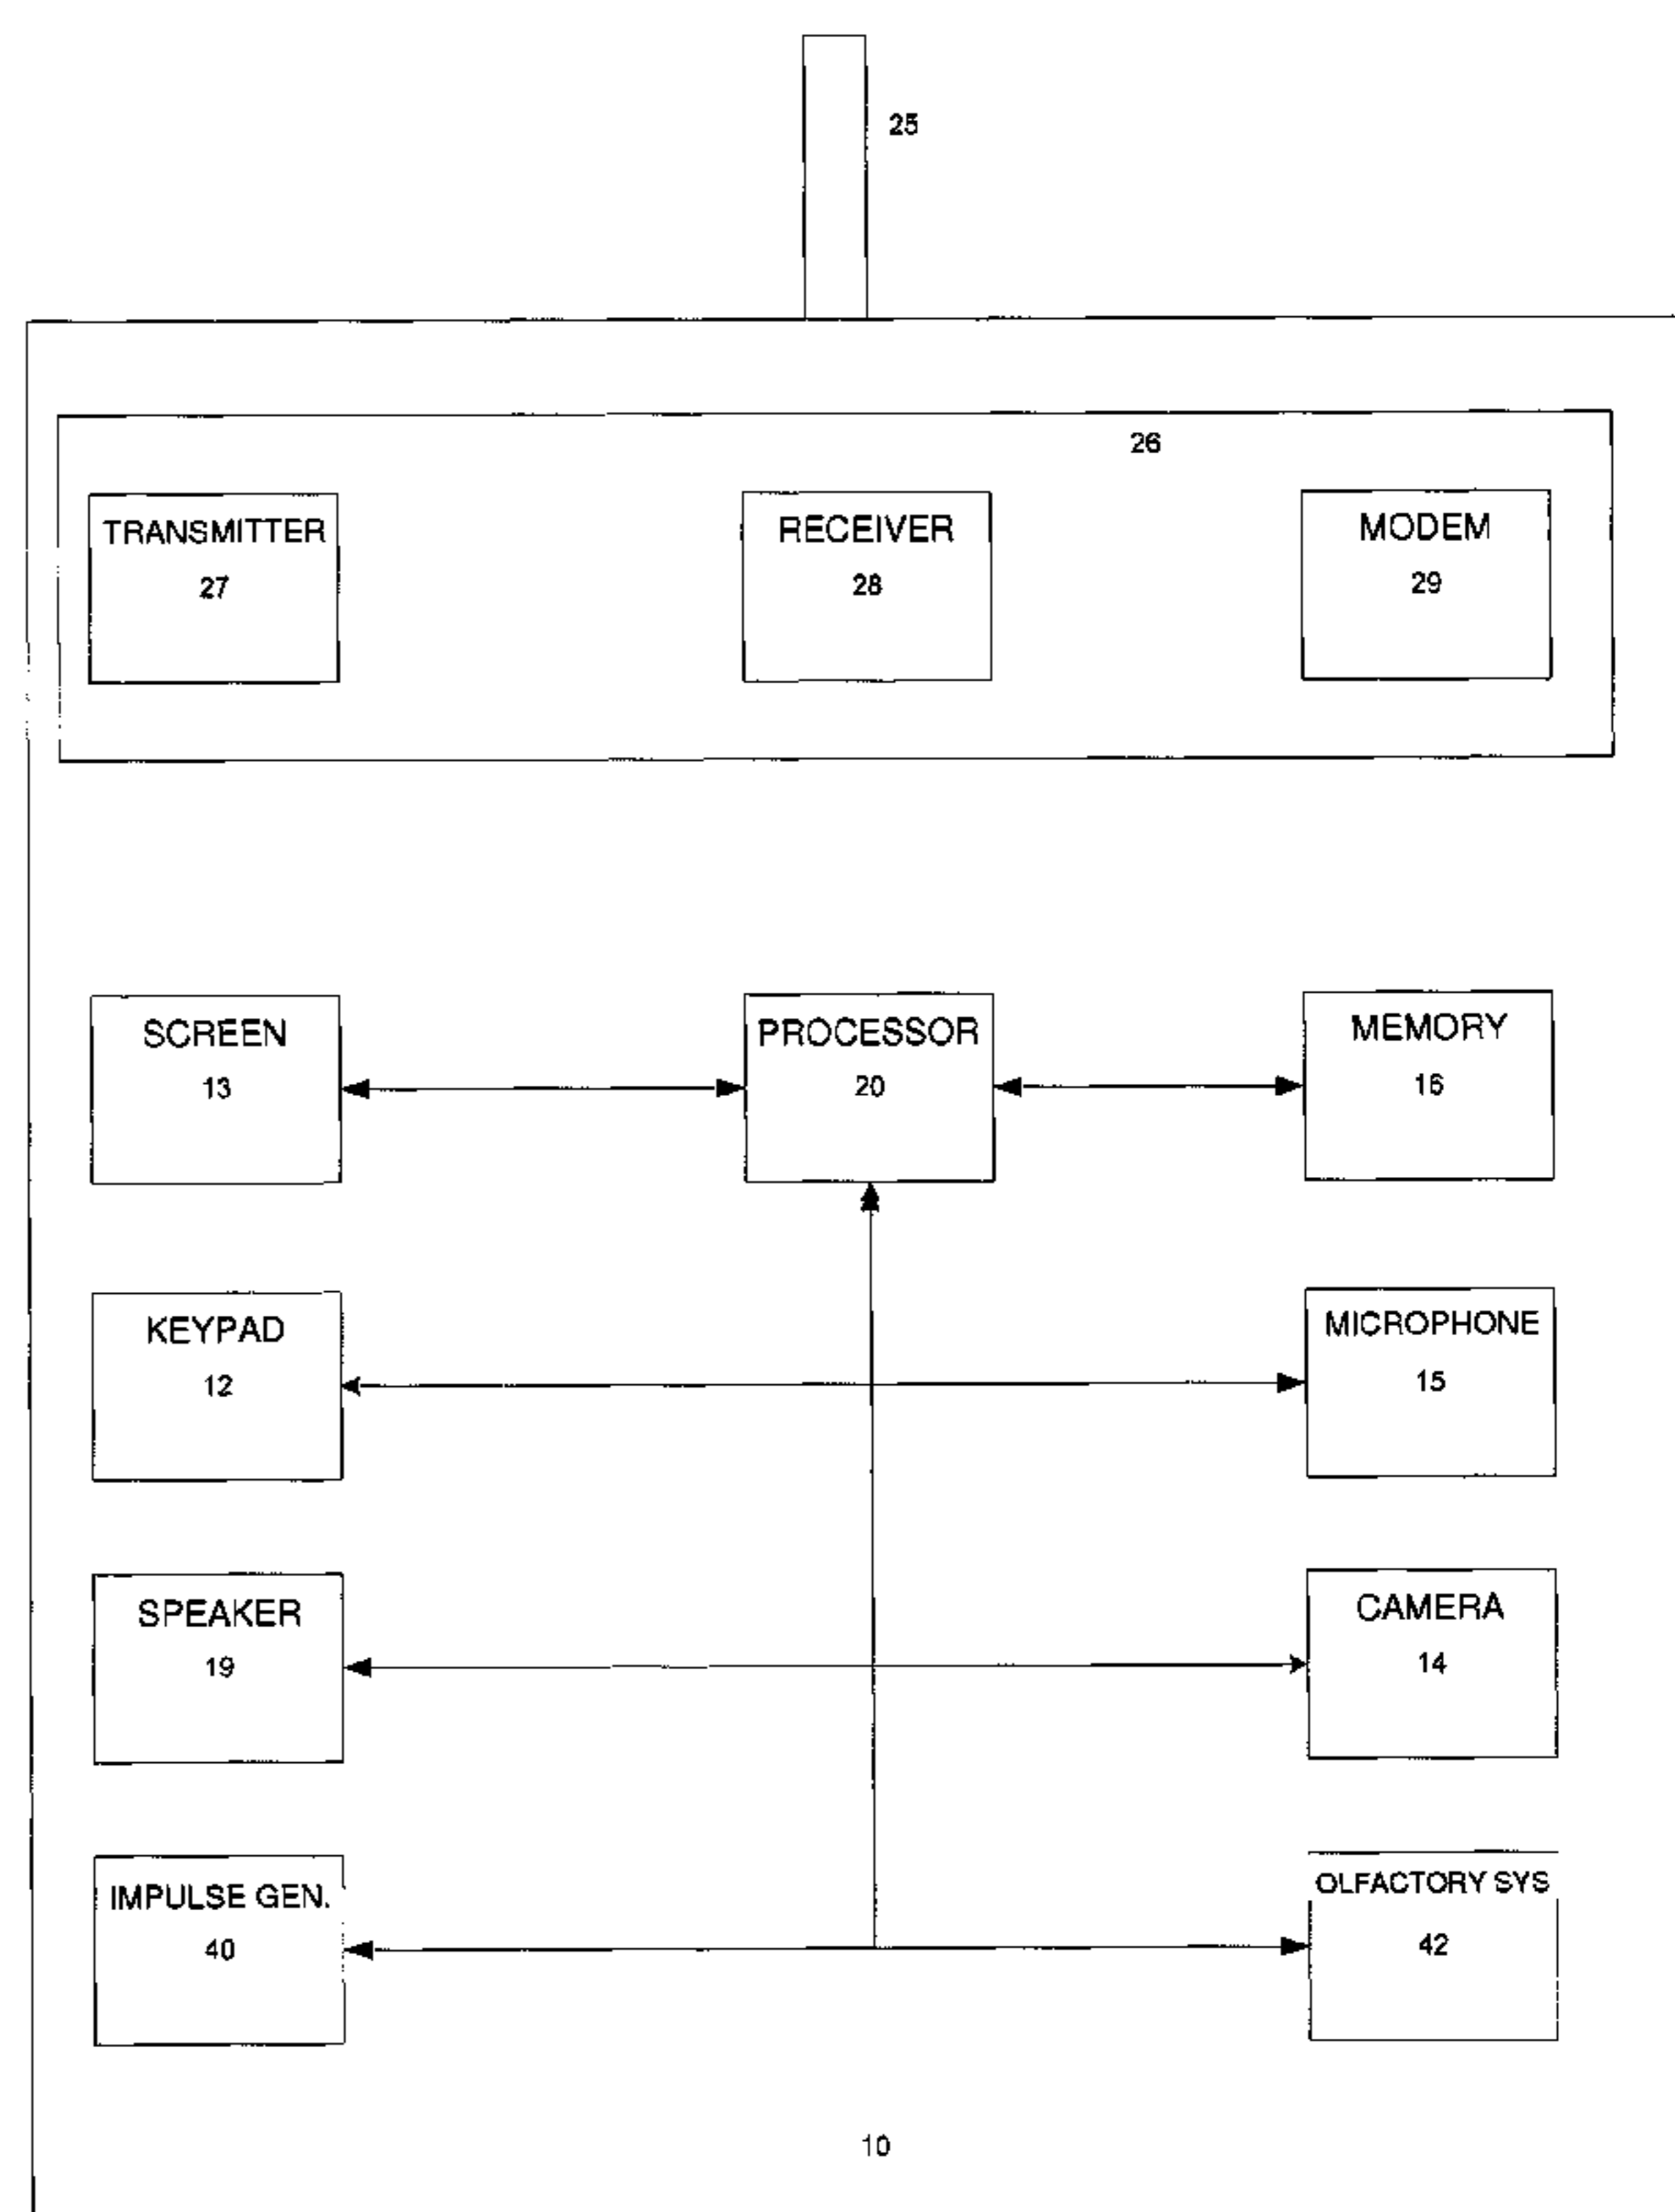 25
26
TRANSMITTER
27
RECEIVER
28
MODEM
29
SCREEN
13
PROCESSOR
20
MEMORY
16
KEYPAD
12
MICROPHONE
15
SPEAKER
19
CAMERA
14
IMPULSE GEN.
40
OLFACTORY SYS
42
10